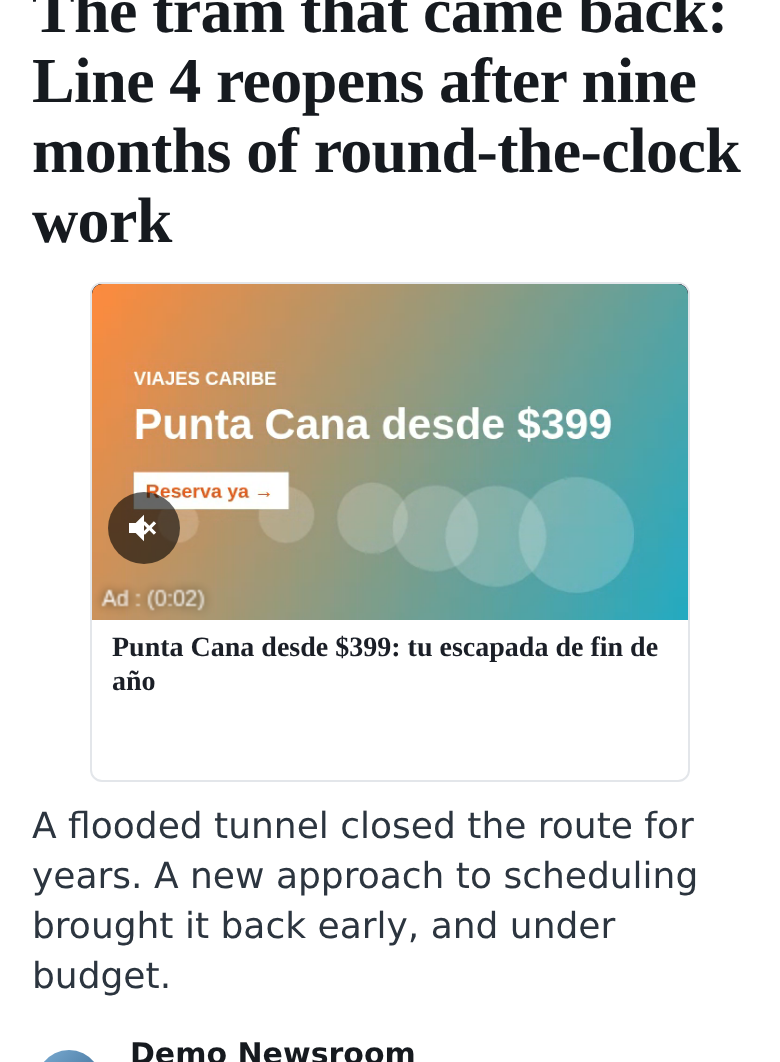 The tram that came back:
Line 4 reopens after nine
months of round-the-clock
work
VIAJES CARIBE
Punta Cana desde $399
Reserva ya →
Ad : (0:02)
Punta Cana desde $399: tu escapada de fin de
año
A flooded tunnel closed the route for
years. A new approach to scheduling
brought it back early, and under
budget.
Demo Newsroom